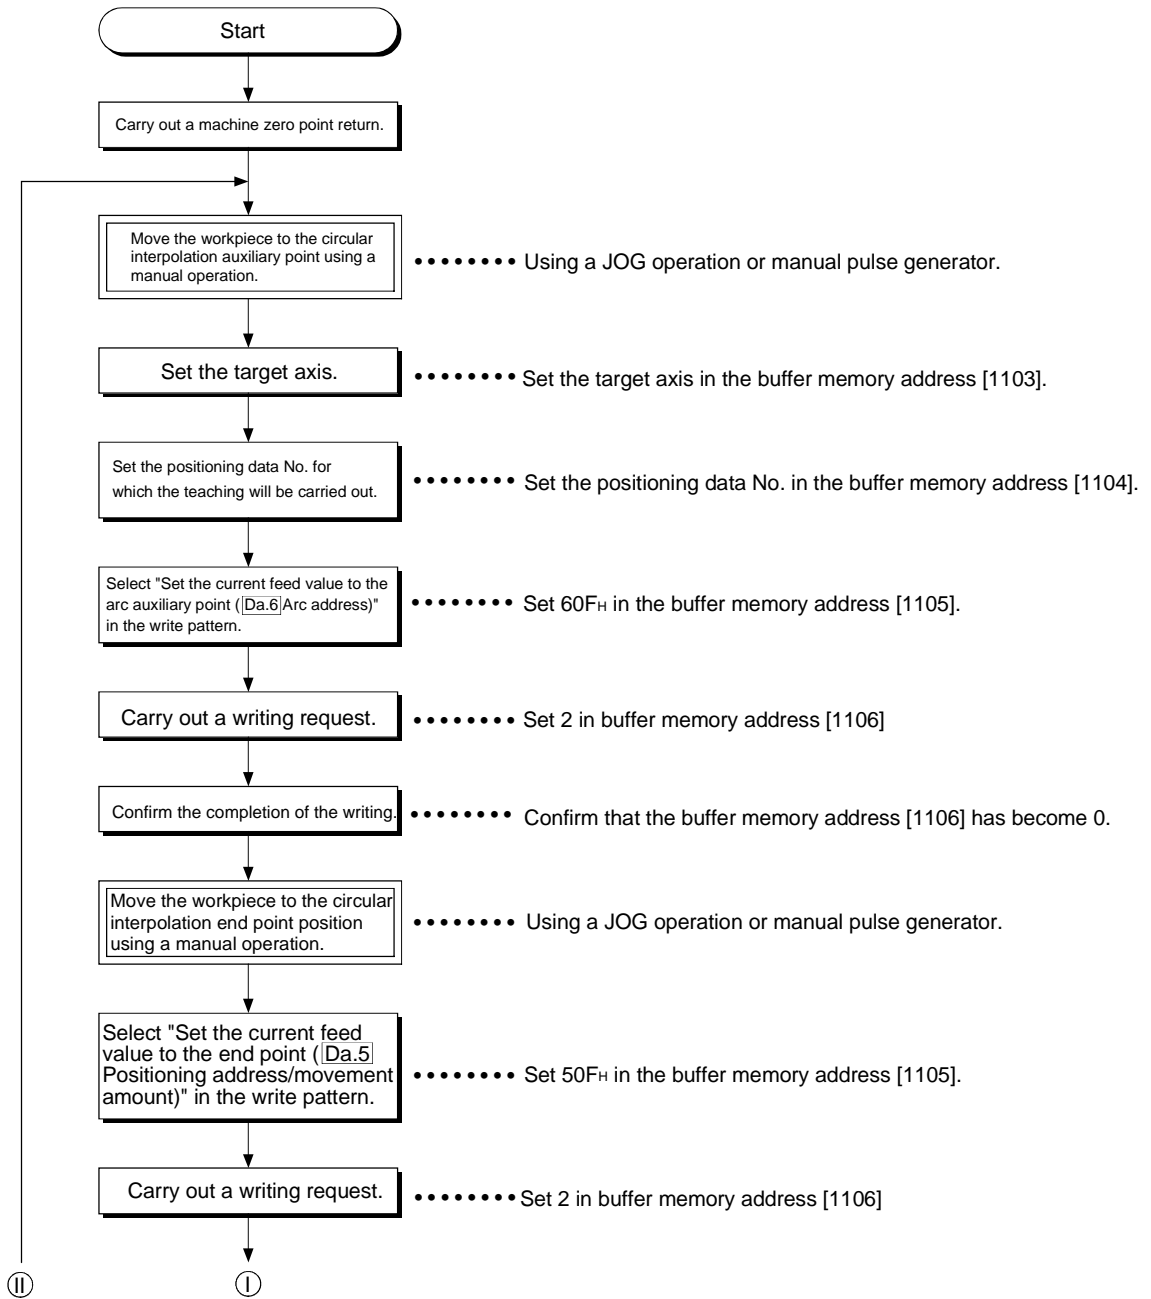 Start
Carry out a machine zero point return.
Move the workpiece to the circular
interpolation auxiliary point using a
manual operation.
•••••••• Using a JOG operation or manual pulse generator.
Set the target axis.
•••••••• Set the target axis in the buffer memory address [1103].
Set the positioning data No. for
which the teaching will be carried out.
•••••••• Set the positioning data No. in the buffer memory address [1104].
Select "Set the current feed value to the
arc auxiliary point (Da.6 Arc address)"
in the write pattern.
•••••••• Set 60FH in the buffer memory address [1105].
Carry out a writing request.
•••••••• Set 2 in buffer memory address [1106]
Confirm the completion of the writing.
•••••••• Confirm that the buffer memory address [1106] has become 0.
Move the workpiece to the circular
interpolation end point position
using a manual operation.
•••••••• Using a JOG operation or manual pulse generator.
Select "Set the current feed
value to the end point (Da.5
Positioning address/movement
amount)" in the write pattern.
•••••••• Set 50FH in the buffer memory address [1105].
Carry out a writing request.
•••••••• Set 2 in buffer memory address [1106]
II
I